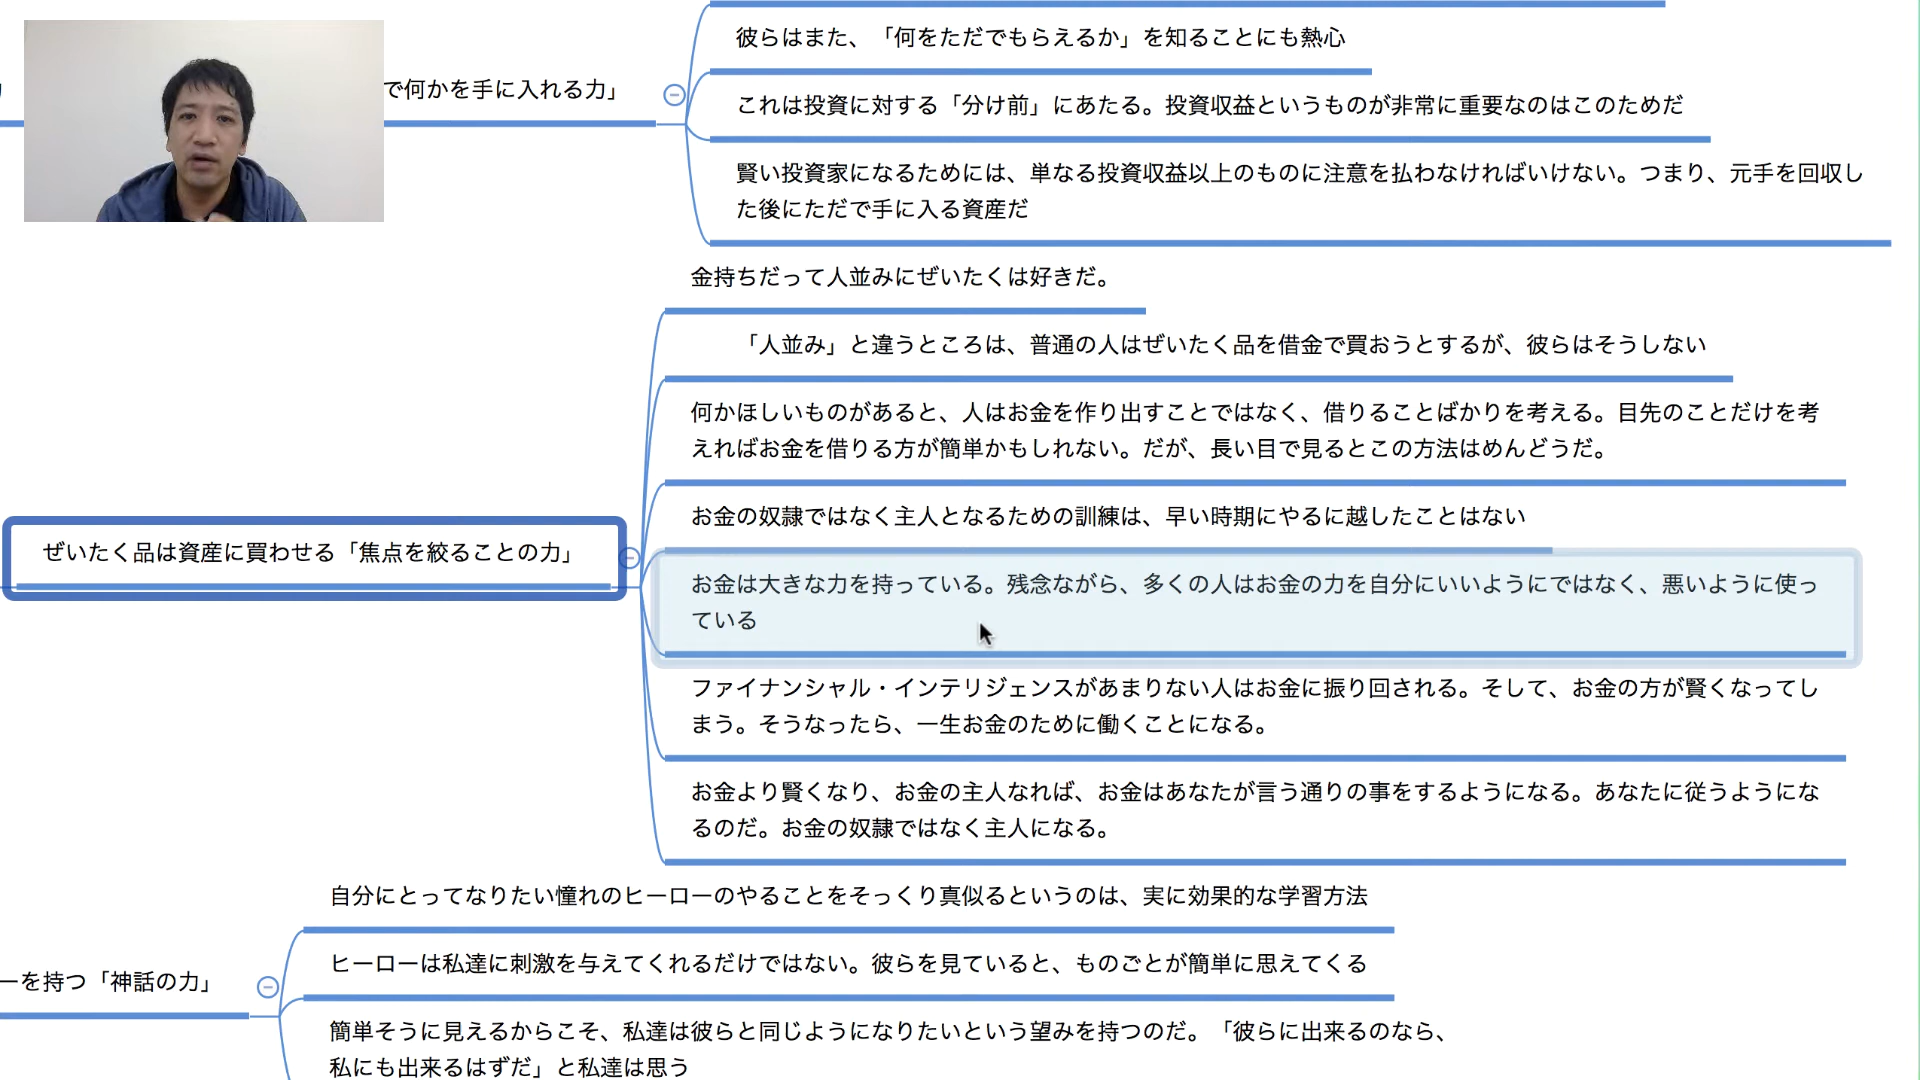 彼らはまた、「何をただでもらえるか」を知ることにも熱心
で何かを手に入れる力」
これは投資に対する「分け前」にあたる。投資収益というものが非常に重要なのはこのためだ
賢い投資家になるためには、単なる投資収益以上のものに注意を払わなければいけない。つまり、元手を回収し
た後にただで手に入る資産だ
金持ちだって人並みにぜいたくは好きだ。
「人並み」と違うところは、普通の人はぜいたく品を借金で買おうとするが、彼らはそうしない
何かほしいものがあると、人はお金を作り出すことではなく、借りることばかりを考える。目先のことだけを考
えればお金を借りる方が簡単かもしれない。だが、長い目で見るとこの方法はめんどうだ。
お金の奴隷ではなく主人となるための訓練は、早い時期にやるに越したことはない
ぜいたく品は資産に買わせる「焦点を絞ることの力」
お金は大きな力を持っている。残念ながら、多くの人はお金の力を自分にいいようにではなく、悪いように使っ
ている
ファイナンシャル・インテリジェンスがあまりない人はお金に振り回される。そして、お金の方が賢くなってし
まう。そうなったら、一生お金のために働くことになる。
お金より賢くなり、お金の主人なれば、お金はあなたが言う通りの事をするようになる。あなたに従うようにな
るのだ。お金の奴隷ではなく主人になる。
自分にとってなりたい憧れのヒーローのやることをそっくり真似るというのは、実に効果的な学習方法
ヒーローは私達に刺激を与えてくれるだけではない。彼らを見ていると、ものごとが簡単に思えてくる
ーを持つ「神話の力」
簡単そうに見えるからこそ、私達は彼らと同じようになりたいという望みを持つのだ。「彼らに出来るのなら、
私にも出来るはずだ」と私達は思う